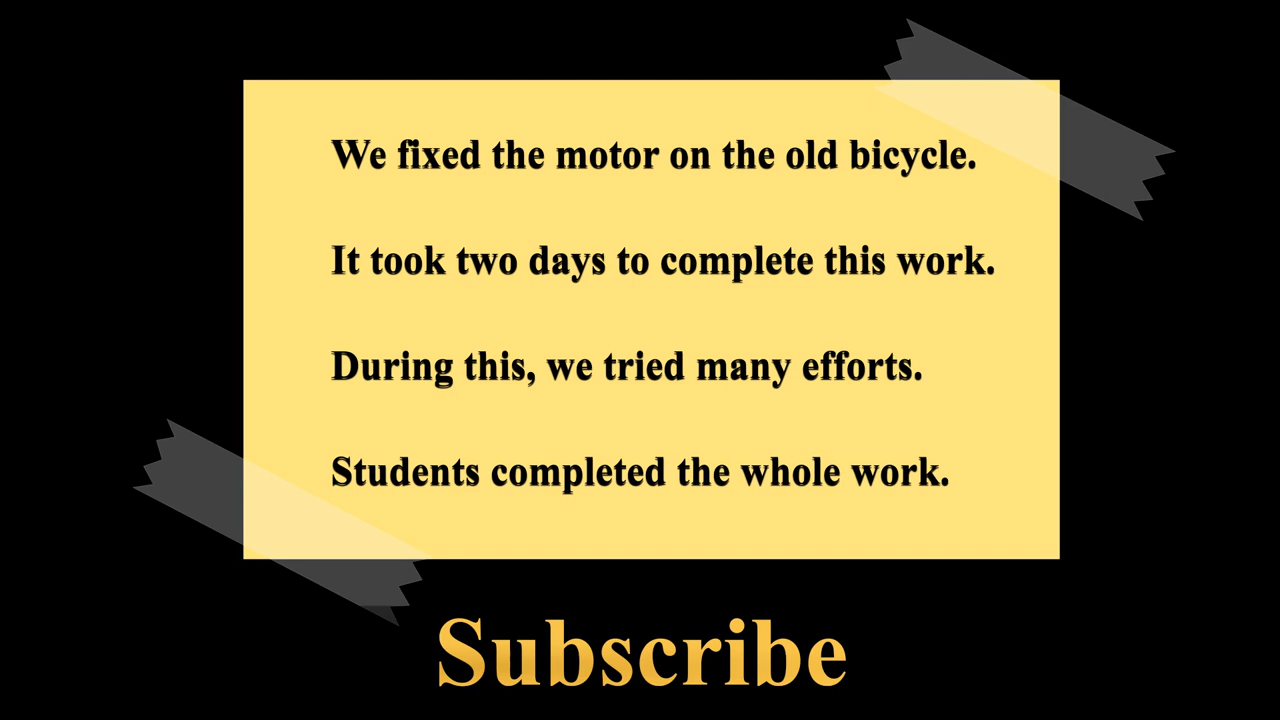 We fixed the motor on the old bicycle.
It took two days to complete this work.
During this, we tried many efforts.
Students completed the whole work.
Subscribe